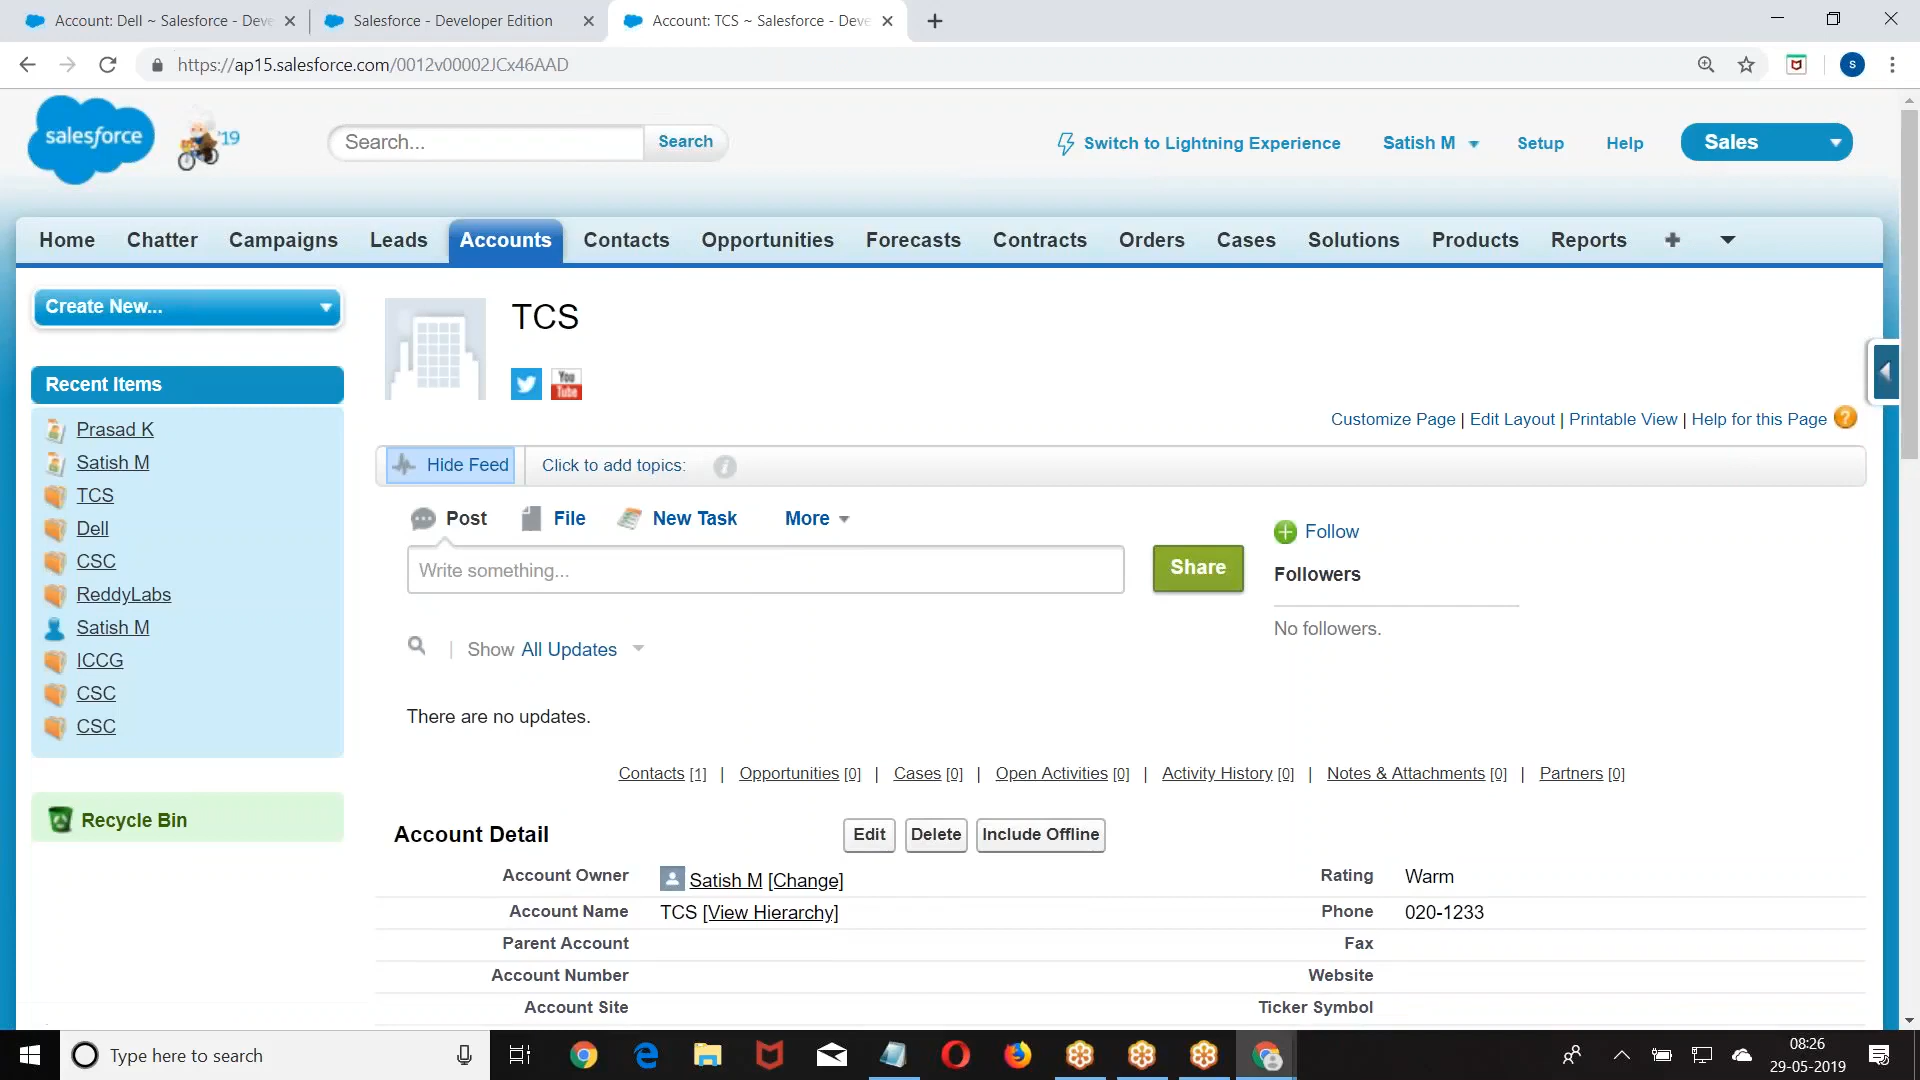 Account: Dell ~ Salesforce - Deve
Salesforce - Developer Edition
Account: TCS ~ Salesforce - Deve
https://ap15.salesforce.com/0012v00002JCx46AAD
S
salesforce
'19
Search...
Search
Switch to Lightning Experience
Satish M
Setup
Help
Sales
Home
Chatter
Campaigns
Leads
Accounts
Contacts
Opportunities
Forecasts
Contracts
Orders
Cases
Solutions
Products
Reports
Create New...
Recent Items
Prasad K
Satish M
TCS
Dell
CSC
ReddyLabs
Satish M
ICCG
CSC
CSC
Recycle Bin
TCS
You Tube
Customize Page | Edit Layout | Printable View | Help for this Page ?
Hide Feed
Click to add topics:
Post
File
New Task
More
Write something...
Share
Follow
Followers
No followers.
Show All Updates
There are no updates.
Contacts [1] | Opportunities [0] | Cases [0] | Open Activities [0] | Activity History [0] | Notes & Attachments [0] | Partners [0]
Account Detail
Edit
Delete
Include Offline
Account Owner Satish M [Change]
Rating Warm
Account Name TCS [View Hierarchy]
Phone 020-1233
Parent Account
Fax
Account Number
Website
Account Site
Ticker Symbol
Type here to search
08:26
29-05-2019